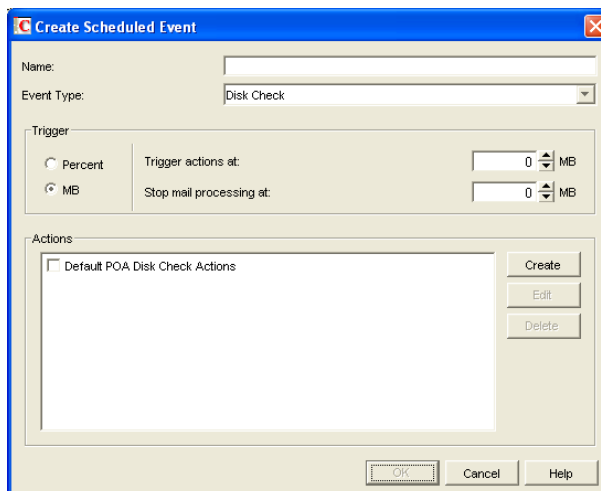 Create Scheduled Event
Name:
Event Type: Disk Check
Trigger
Percent
MB
Trigger actions at: 0 MB
Stop mail processing at: 0 MB
Actions
Default POA Disk Check Actions
Create
Edit
Delete
OK Cancel Help